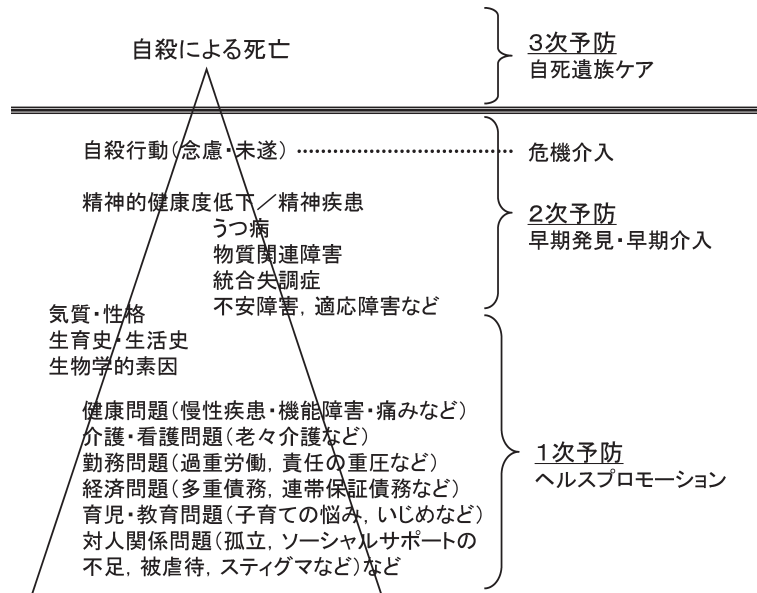 自殺による死亡
3次予防
自死遺族ケア
自殺行動(念慮・未遂)
危機介入
精神的健康度低下/精神疾患
うつ病
物質関連障害
統合失調症
不安障害, 適応障害など
2次予防
早期発見・早期介入
気質・性格
生育史・生活史
生物学的素因
健康問題(慢性疾患・機能障害・痛みなど)
介護・看護問題(老々介護など)
勤務問題(過重労働, 責任の重圧など)
経済問題(多重債務, 連帯保証債務など)
育児・教育問題(子育ての悩み, いじめなど)
対人関係問題(孤立, ソーシャルサポートの
不足, 被虐待, スティグマなど)など
1次予防
ヘルスプロモーション